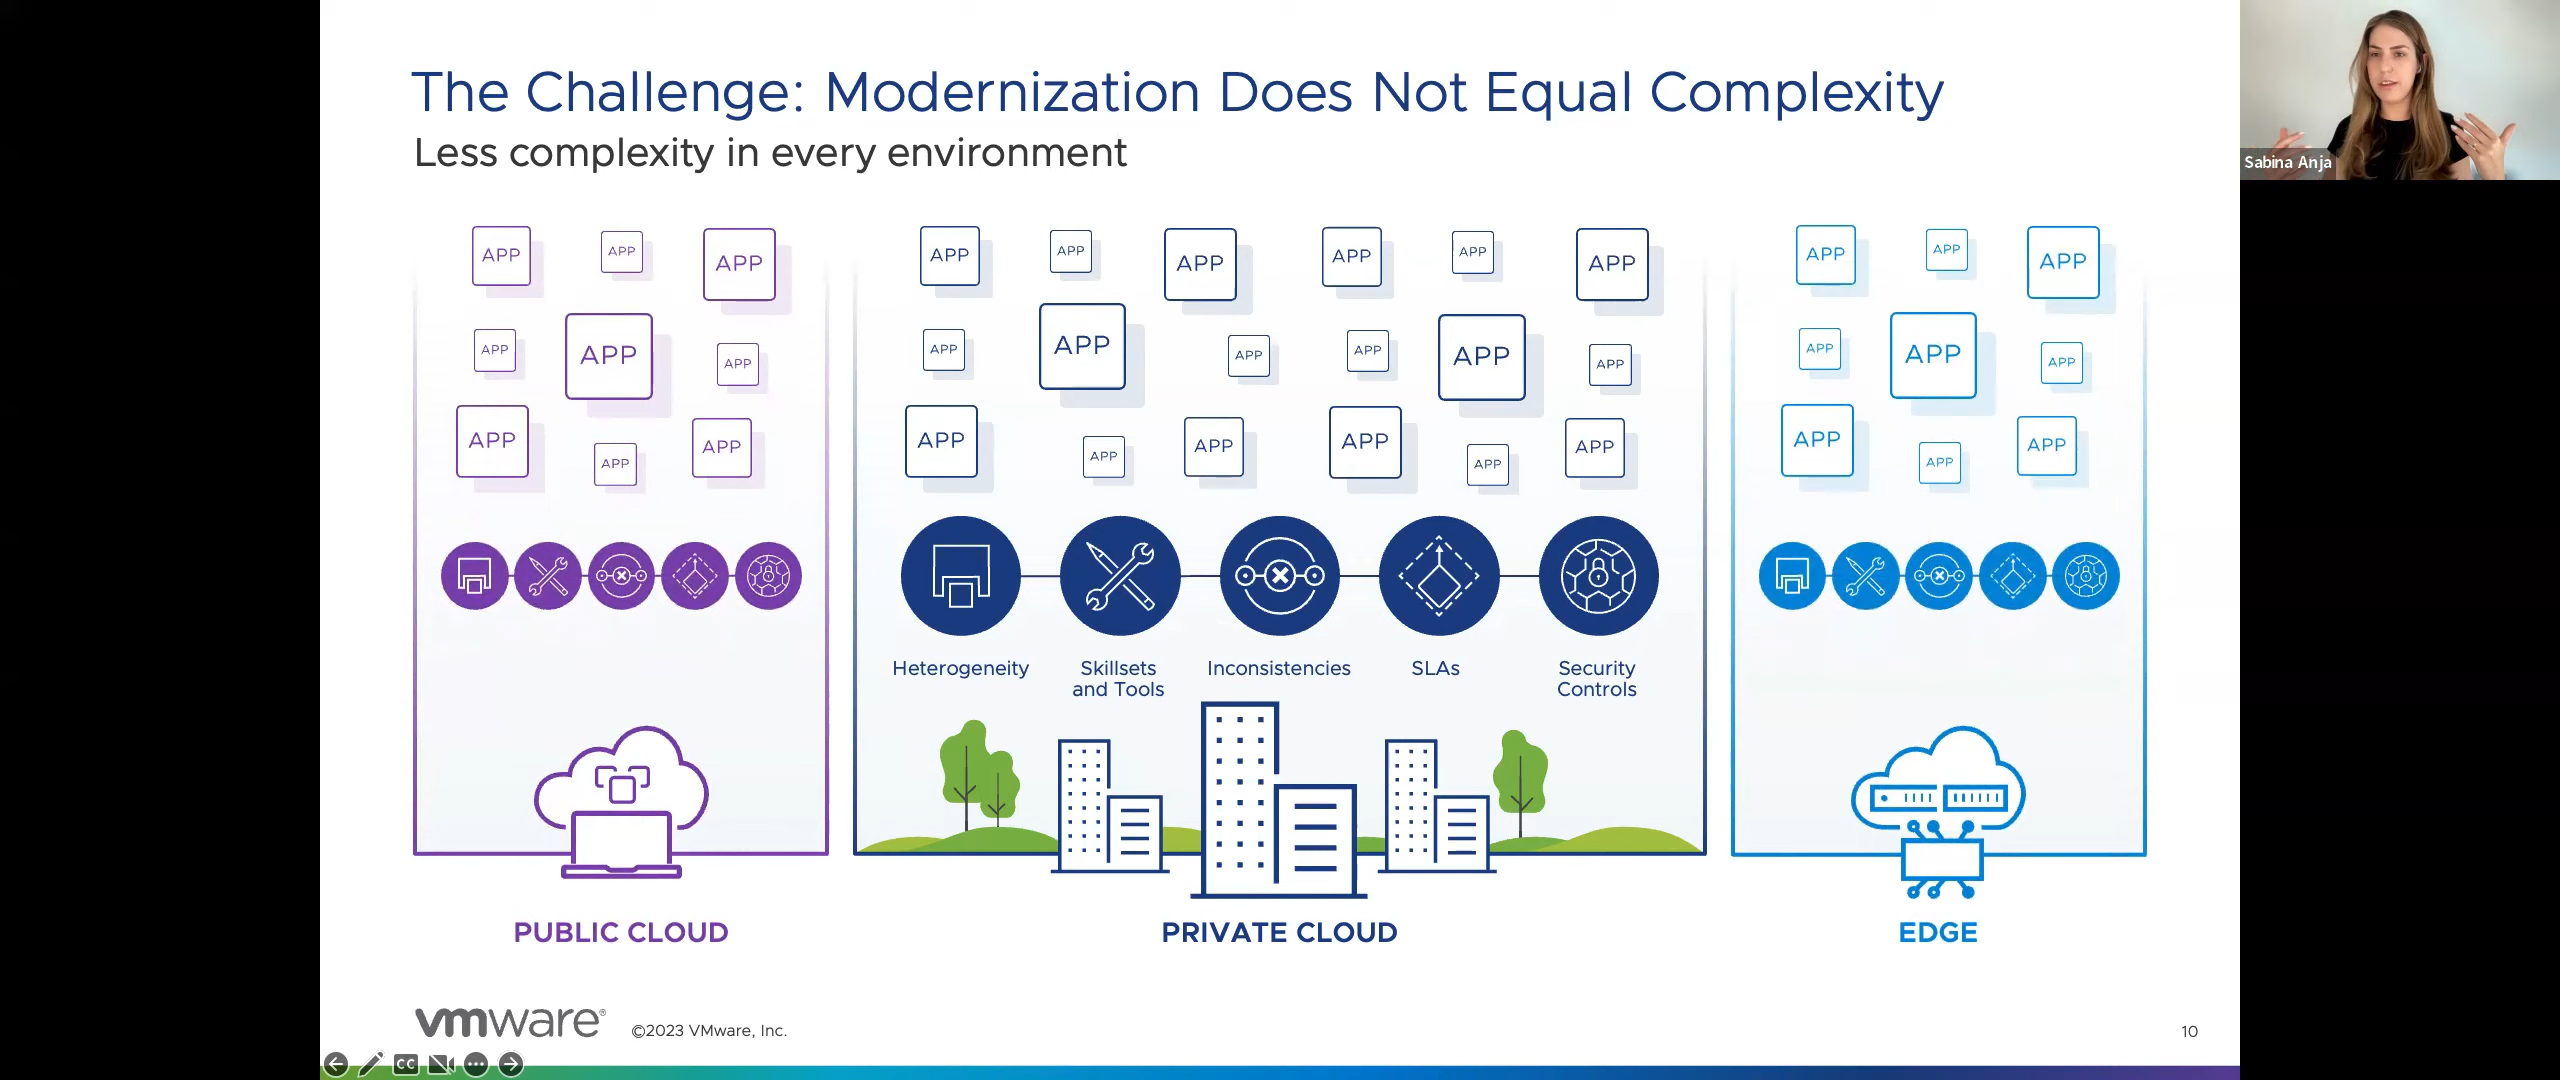 The Challenge: Modernization Does Not Equal Complexity
Less complexity in every environment
Sabina Anja
APP APP APP
APP APP APP
APP APP APP
APP APP APP APP APP APP
APP APP APP APP APP APP
APP APP APP APP APP APP
APP APP APP
APP APP APP
APP APP APP
Heterogeneity
Skillsets
and Tools
Inconsistencies
SLAs
Security
Controls
PUBLIC CLOUD
PRIVATE CLOUD
EDGE
vmware®
©2023 VMware, Inc.
10
CC